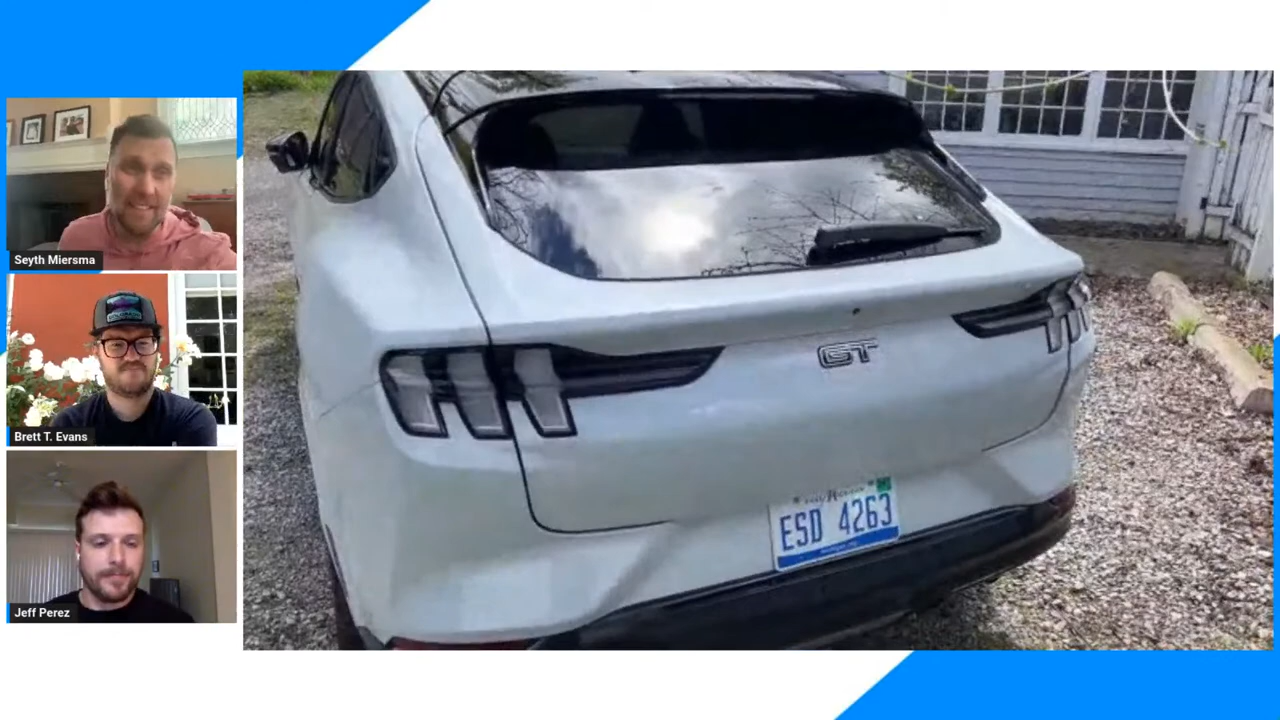 Seyth Miersma
Brett T. Evans
Jeff Perez
GT
ESD 4263